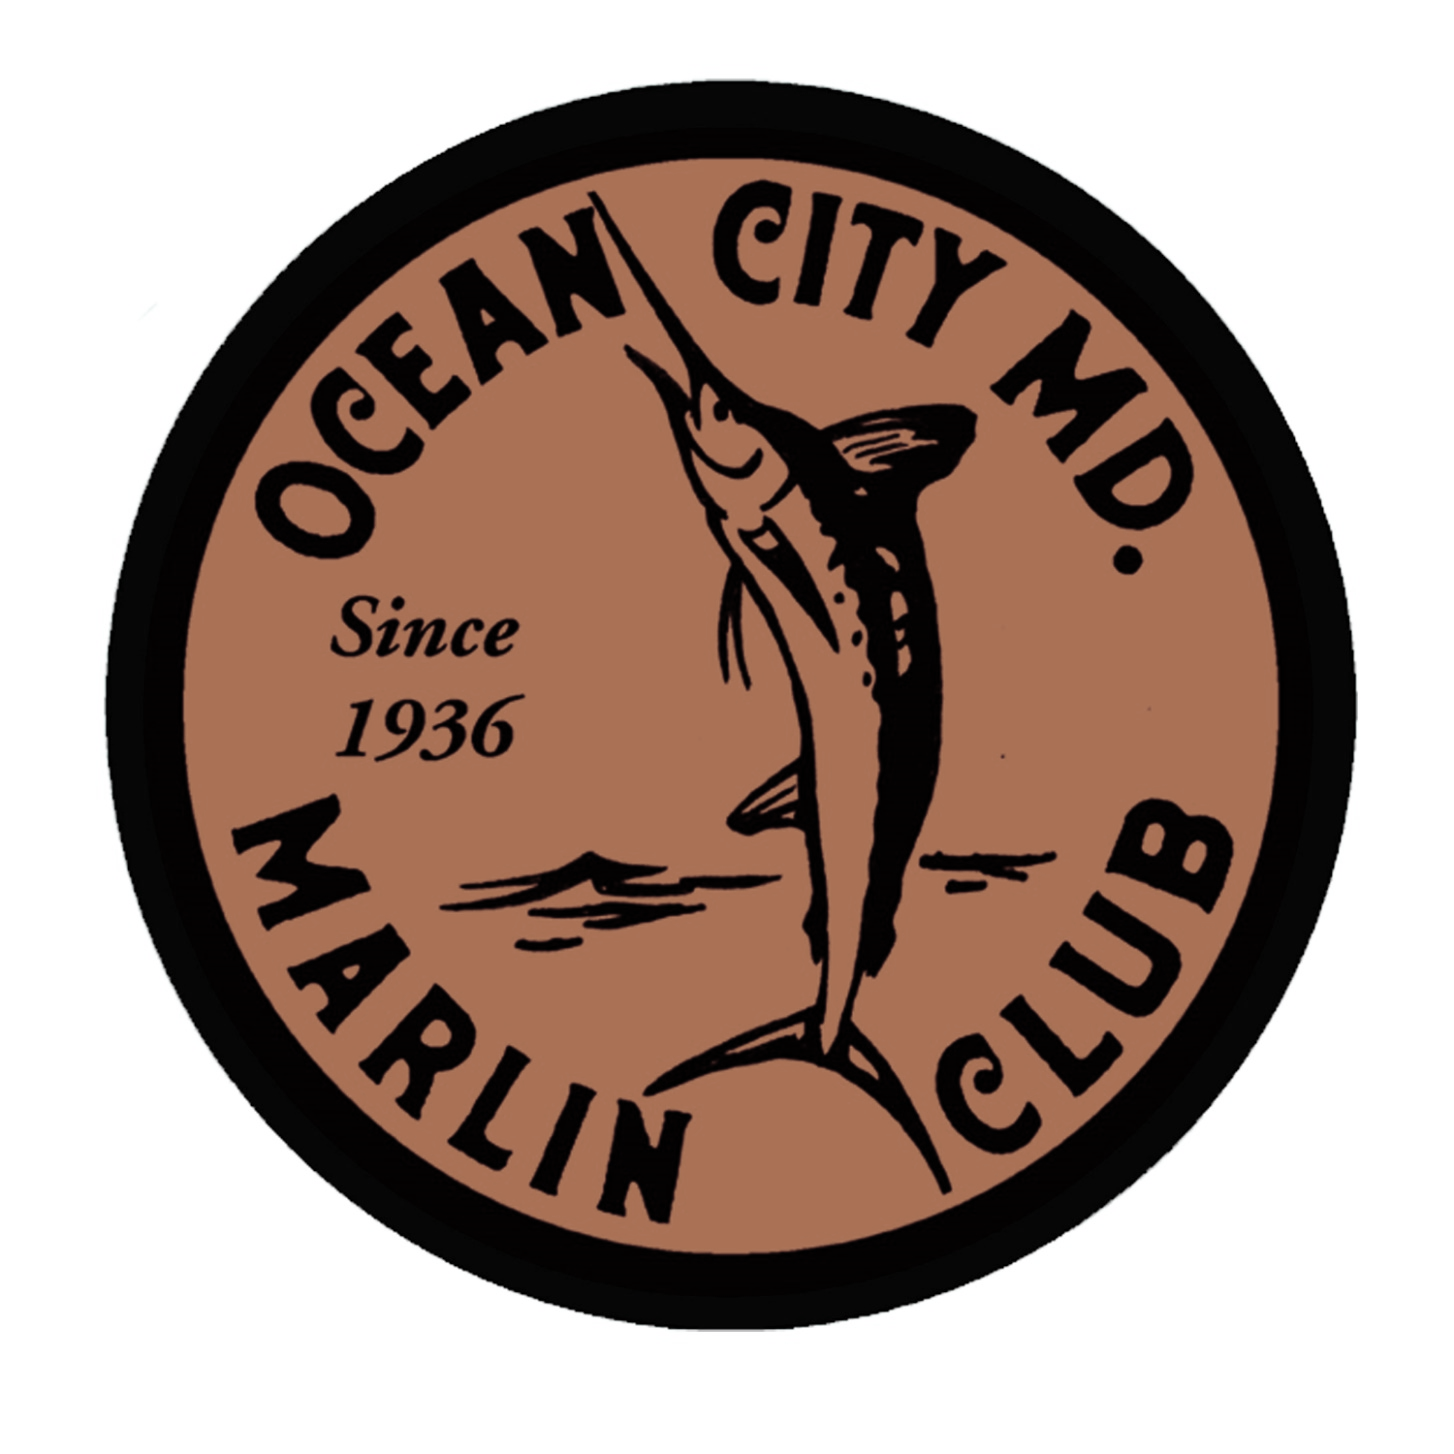 OCEAN CITY MD.
Since
1936
MARLIN CLUB